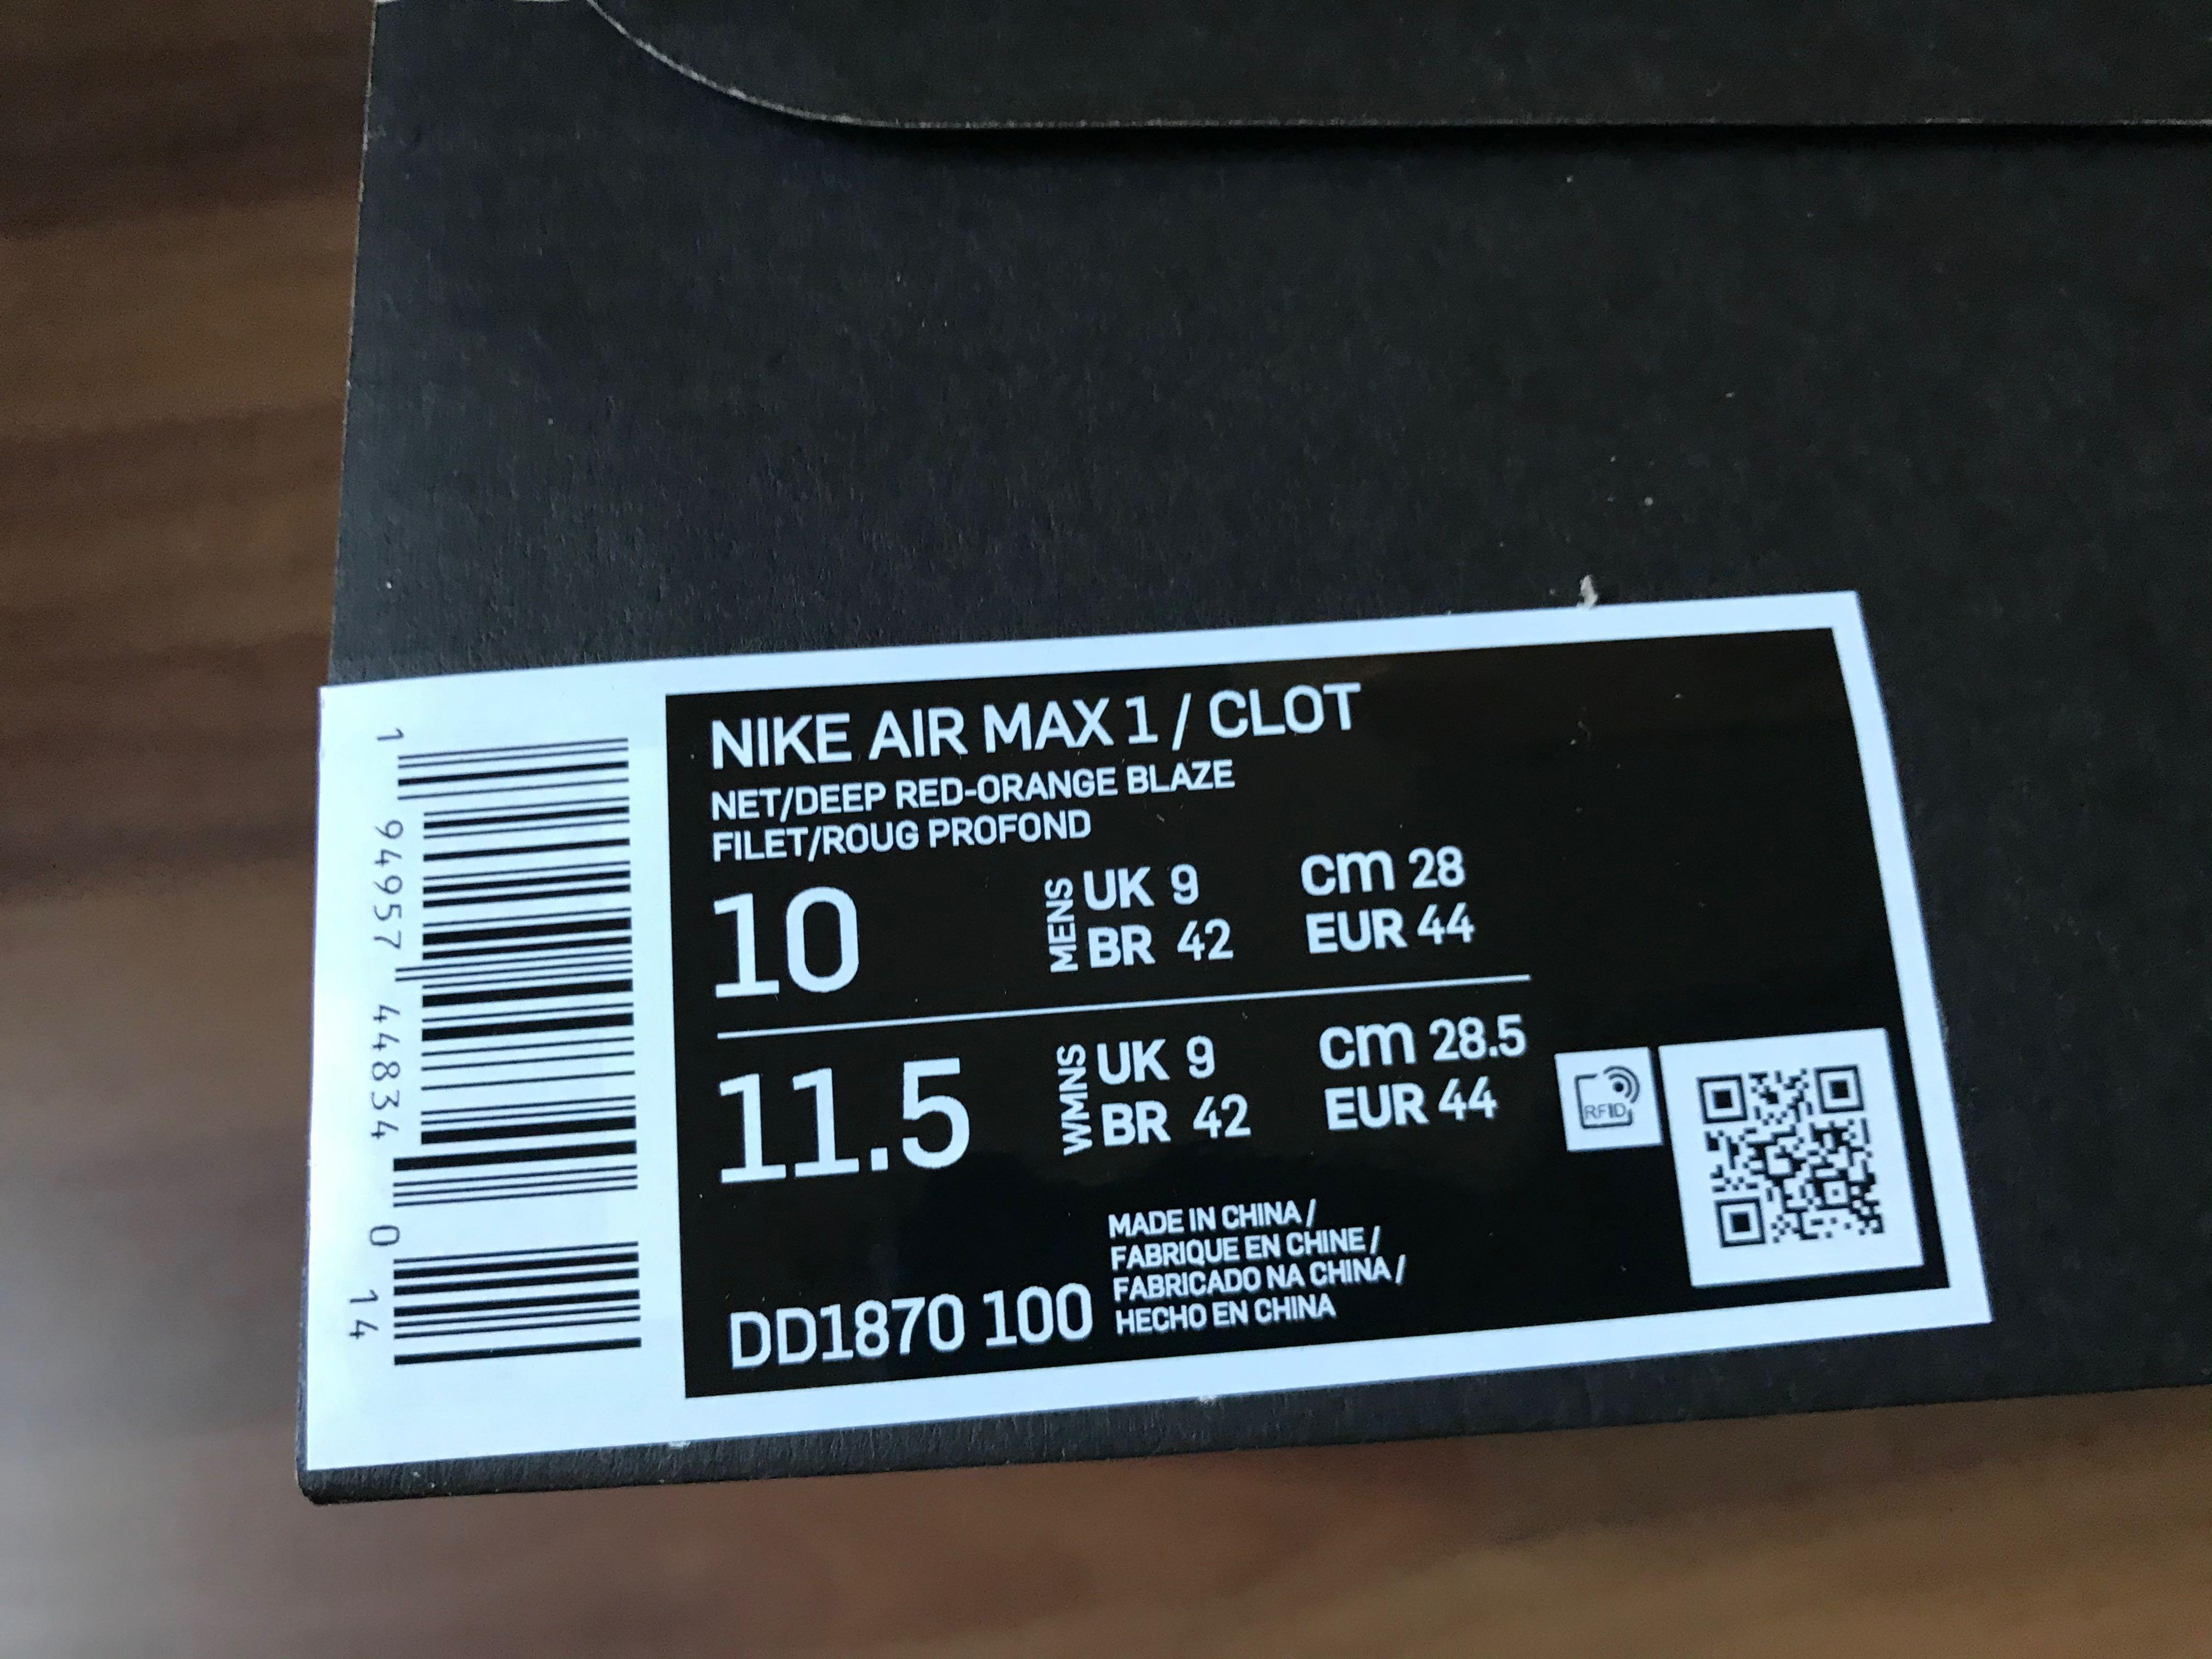 NIKE AIR MAX 1 / CLOT
NET/DEEP RED-ORANGE BLAZE
FILET/ROUG PROFOND
10
MENS
UK 9
cm 28
BR 42
EUR 44
11.5
WMNS
UK 9
cm 28.5
BR 42
EUR 44
RFID
MADE IN CHINA /
FABRIQUE EN CHINE /
FABRICADO NA CHINA /
HECHO EN CHINA
DD1870 100
1 94957 44834 0 14